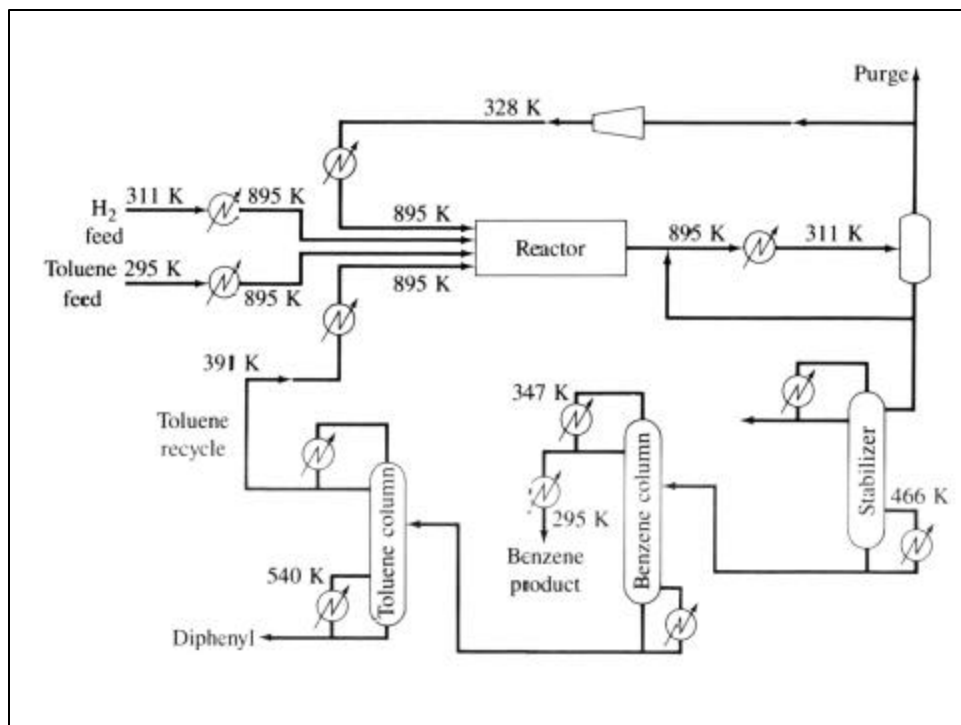 Purge
328 K
311 K
895 K
H₂
feed
895 K
Reactor
895 K
311 K
Toluene
feed
295 K
895 K
895 K
391 K
Toluene
recycle
347 K
Stabilizer
466 K
Benzene column
295 K
Benzene
product
Toluene column
540 K
Diphenyl